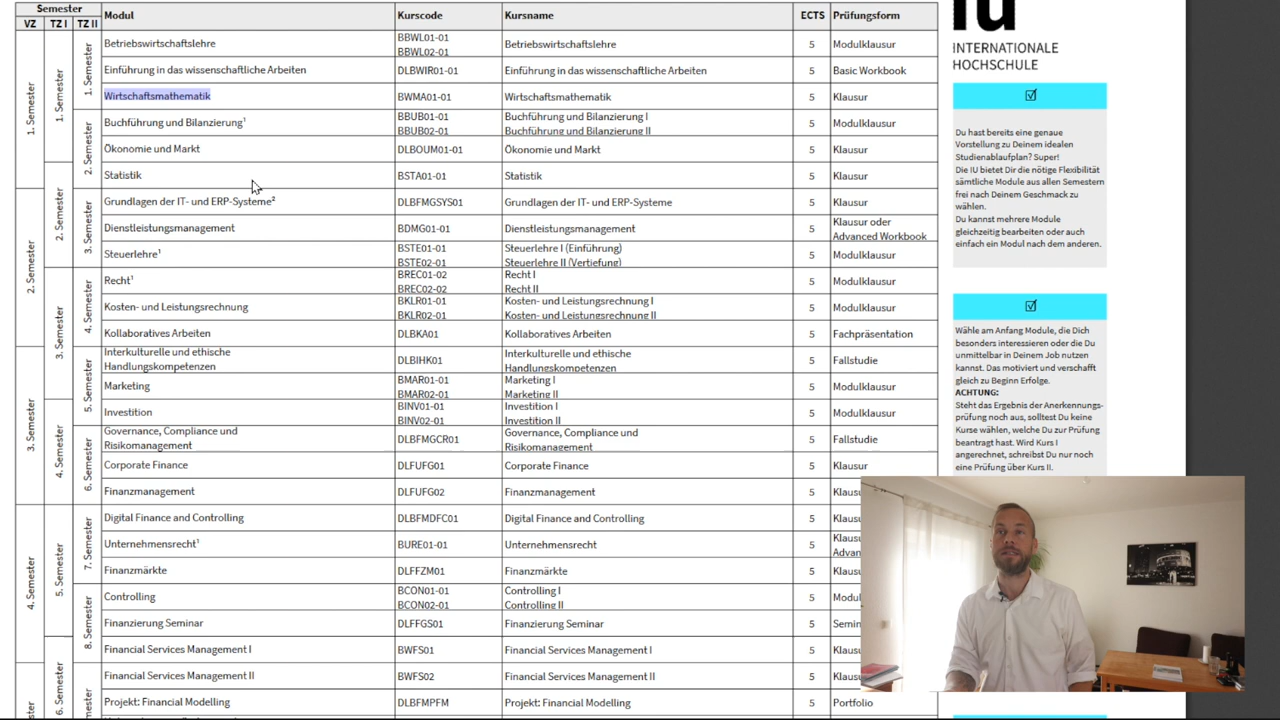 Semester
VZ TZ I TZ II Modul Kurscode Kursname ECTS Prüfungsform
1. Semester
1. Semester
1. Semester
Betriebswirtschaftslehre BBWL01-01 Betriebswirtschaftslehre 5 Modulklausur
BBWL02-01
Einführung in das wissenschaftliche Arbeiten DLBWIR01-01 Einführung in das wissenschaftliche Arbeiten 5 Basic Workbook
Wirtschaftsmathematik BWMA01-01 Wirtschaftsmathematik 5 Klausur
2. Semester
Buchführung und Bilanzierung¹ BBUB01-01 Buchführung und Bilanzierung I 5 Modulklausur
BBUB02-01 Buchführung und Bilanzierung II
Ökonomie und Markt DLBOUM01-01 Ökonomie und Markt 5 Klausur
2. Semester
Statistik BSTA01-01 Statistik 5 Klausur
2. Semester
3. Semester
Grundlagen der IT- und ERP-Systeme² DLBFMGSYS01 Grundlagen der IT- und ERP-Systeme 5 Klausur
Dienstleistungsmanagement BDMG01-01 Dienstleistungsmanagement 5 Klausur oder
Advanced Workbook
Steuerlehre¹ BSTE01-01 Steuerlehre I (Einführung) 5 Modulklausur
BSTE02-01 Steuerlehre II (Vertiefung)
3. Semester
4. Semester
Recht¹ BREC01-02 Recht I 5 Modulklausur
BREC02-02 Recht II
Kosten- und Leistungsrechnung BKLR01-01 Kosten- und Leistungsrechnung I 5 Modulklausur
BKLR02-01 Kosten- und Leistungsrechnung II
Kollaboratives Arbeiten DLBKA01 Kollaboratives Arbeiten 5 Fachpräsentation
3. Semester
5. Semester
Interkulturelle und ethische DLBIHK01 Interkulturelle und ethische 5 Fallstudie
Handlungskompetenzen Handlungskompetenzen
Marketing BMAR01-01 Marketing I 5 Modulklausur
BMAR02-01 Marketing II
4. Semester
Investition BINV01-01 Investition I 5 Modulklausur
BINV02-01 Investition II
6. Semester
Governance, Compliance und DLBFMGCR01 Governance, Compliance und 5 Fallstudie
Risikomanagement Risikomanagement
Corporate Finance DLFUFG01 Corporate Finance 5 Klausur
Finanzmanagement DLFUFG02 Finanzmanagement 5 Klausu
4. Semester
5. Semester
7. Semester
Digital Finance and Controlling DLBFMDFC01 Digital Finance and Controlling 5 Klausu
Unternehmensrecht¹ BURE01-01 Unternehmensrecht 5 Klausu
Advan
Finanzmärkte DLFFZM01 Finanzmärkte 5 Klausu
8. Semester
Controlling BCON01-01 Controlling I 5 Modul
BCON02-01 Controlling II
Finanzierung Seminar DLFFGS01 Finanzierung Seminar 5 Semin
6. Semester
Financial Services Management I BWFS01 Financial Services Management I 5 Klausu
Financial Services Management II BWFS02 Financial Services Management II 5 Klausu
Projekt: Financial Modelling DLBFMPFM Projekt: Financial Modelling 5 Portfolio
iu
INTERNATIONALE
HOCHSCHULE
Du hast bereits eine genaue
Vorstellung zu Deinem idealen
Studienablaufplan? Super!
Die IU bietet Dir die nötige Flexibilität
sämtliche Module aus allen Semestern
frei nach Deinem Geschmack zu
wählen.
Du kannst mehrere Module
gleichzeitig bearbeiten oder auch
einfach ein Modul nach dem anderen.
Wähle am Anfang Module, die Dich
besonders interessieren oder die Du
unmittelbar in Deinem Job nutzen
kannst. Das motiviert und verschafft
gleich zu Beginn Erfolge.
ACHTUNG:
Steht das Ergebnis der Anerkennungs-
prüfung noch aus, solltest Du keine
Kurse wählen, welche Du zur Prüfung
beantragt hast. Wird Kurs I
angerechnet, schreibst Du nur noch
eine Prüfung über Kurs II.